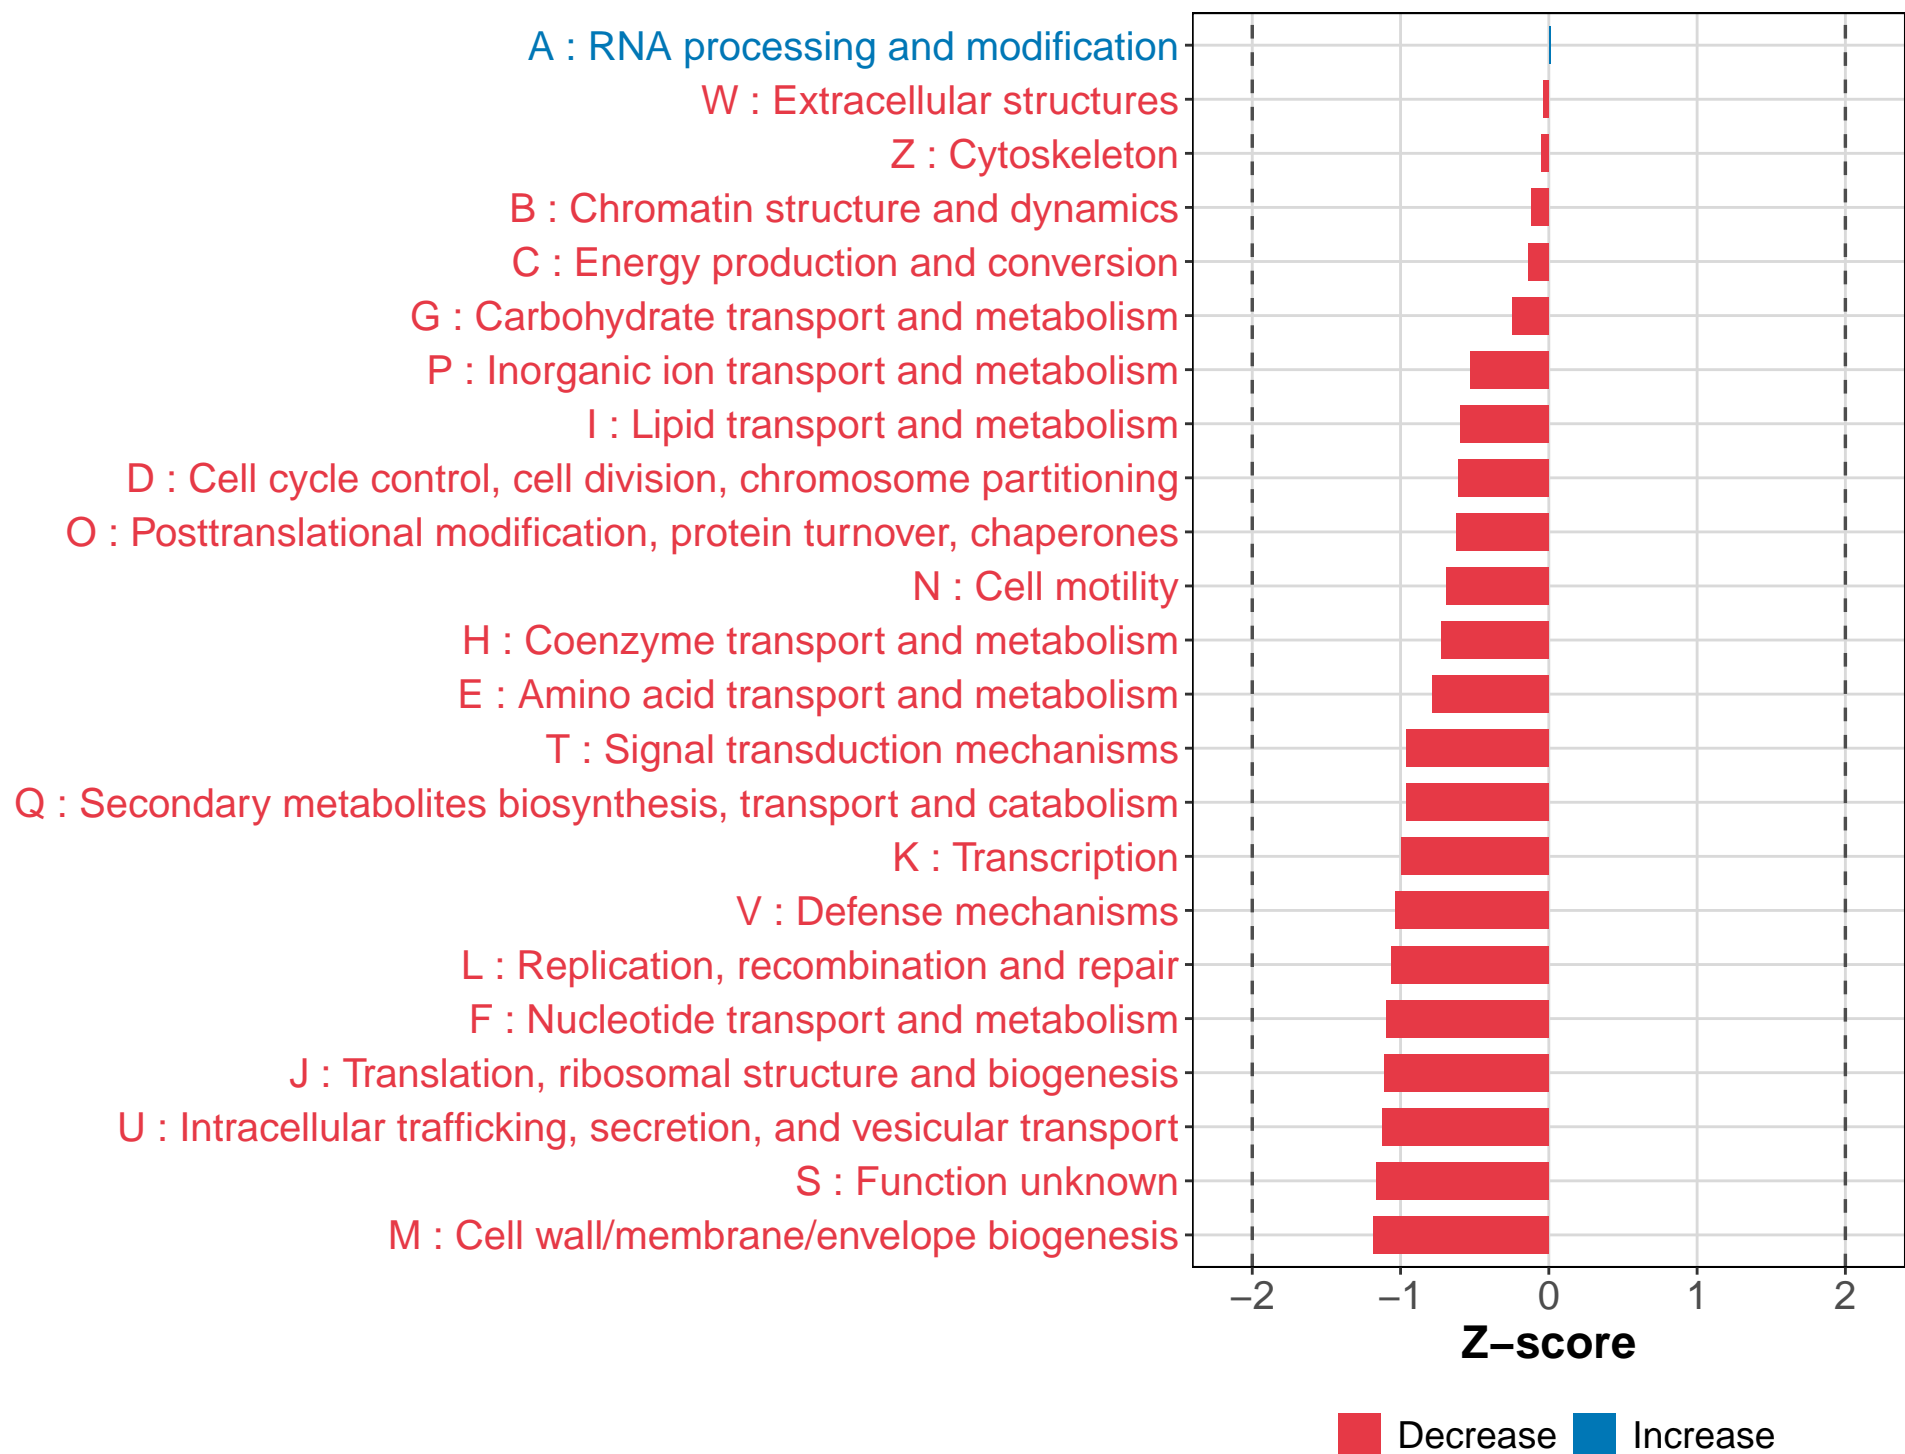 A : RNA processing and modification
W : Extracellular structures
Z : Cytoskeleton
B : Chromatin structure and dynamics
C : Energy production and conversion
G : Carbohydrate transport and metabolism
P : Inorganic ion transport and metabolism
I : Lipid transport and metabolism
D : Cell cycle control, cell division, chromosome partitioning
O : Posttranslational modification, protein turnover, chaperones
N : Cell motility
H : Coenzyme transport and metabolism
E : Amino acid transport and metabolism
T : Signal transduction mechanisms
Q : Secondary metabolites biosynthesis, transport and catabolism
K : Transcription
V : Defense mechanisms
L : Replication, recombination and repair
F : Nucleotide transport and metabolism
J : Translation, ribosomal structure and biogenesis
U : Intracellular trafficking, secretion, and vesicular transport
S : Function unknown
M : Cell wall/membrane/envelope biogenesis
−2 −1 0 1 2
Z−score
Decrease Increase